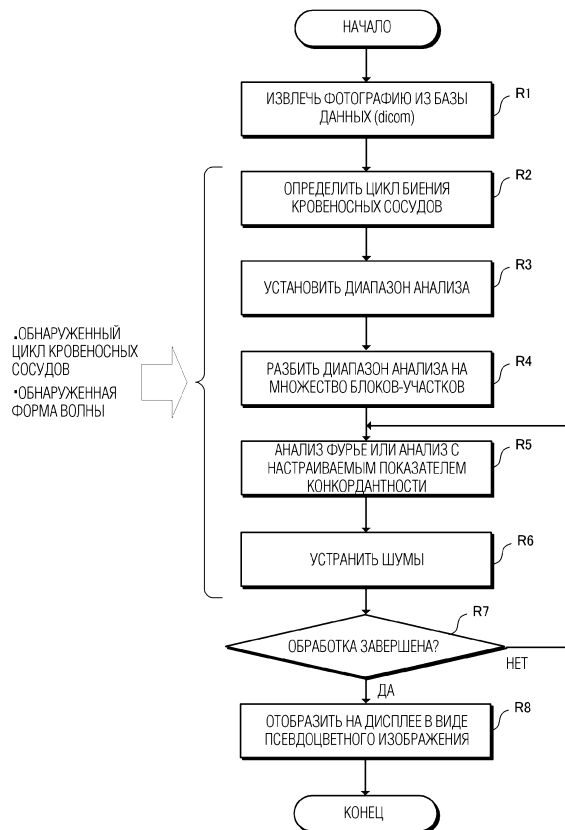 НАЧАЛО
ИЗВЛЕЧЬ ФОТОГРАФИЮ ИЗ БАЗЫ
ДАННЫХ (dicom)
R1
ОПРЕДЕЛИТЬ ЦИКЛ БИЕНИЯ
КРОВЕНОСНЫХ СОСУДОВ
R2
УСТАНОВИТЬ ДИАПАЗОН АНАЛИЗА
R3
.ОБНАРУЖЕННЫЙ
ЦИКЛ КРОВЕНОСНЫХ
СОСУДОВ
•ОБНАРУЖЕННАЯ
ФОРМА ВОЛНЫ
РАЗБИТЬ ДИАПАЗОН АНАЛИЗА НА
МНОЖЕСТВО БЛОКОВ-УЧАСТКОВ
R4
АНАЛИЗ ФУРЬЕ ИЛИ АНАЛИЗ С
НАСТРАИВАЕМЫМ ПОКАЗАТЕЛЕМ
КОНКОРДАНТНОСТИ
R5
УСТРАНИТЬ ШУМЫ
R6
ОБРАБОТКА ЗАВЕРШЕНА?
R7
НЕТ
ДА
ОТОБРАЗИТЬ НА ДИСПЛЕЕ В ВИДЕ
ПСЕВДОЦВЕТНОГО ИЗОБРАЖЕНИЯ
R8
КОНЕЦ